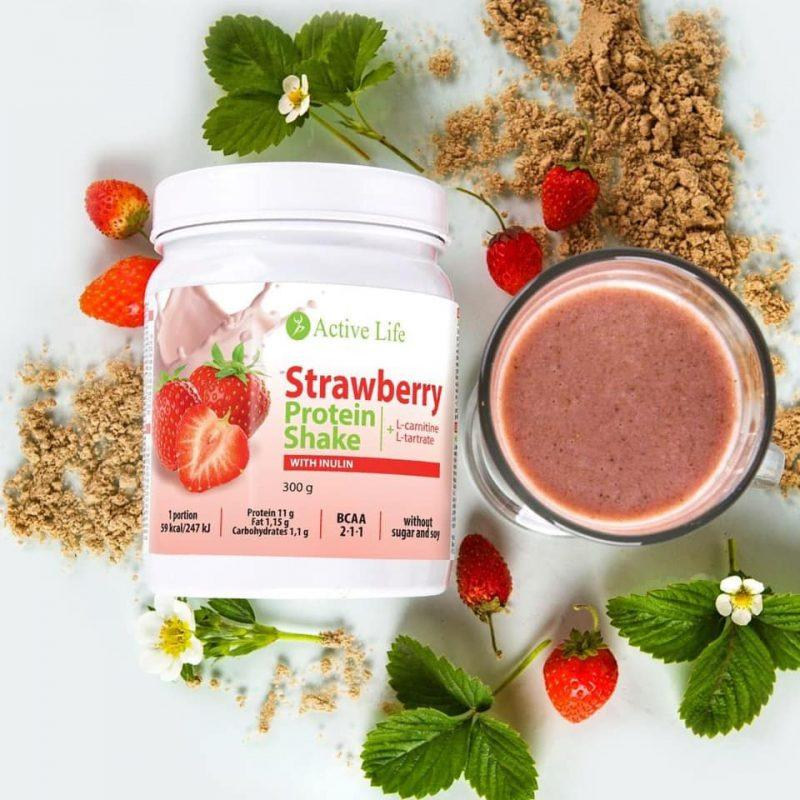 Active Life
Strawberry
Protein
Shake
+ L-carnitine
L-tartrate
WITH INULIN
300 g
1 portion
59 kcal/247 kJ
Protein 11 g
Fat 1,15 g
Carbohydrates 1,1 g
BCAA
2-1-1
without
sugar and soy